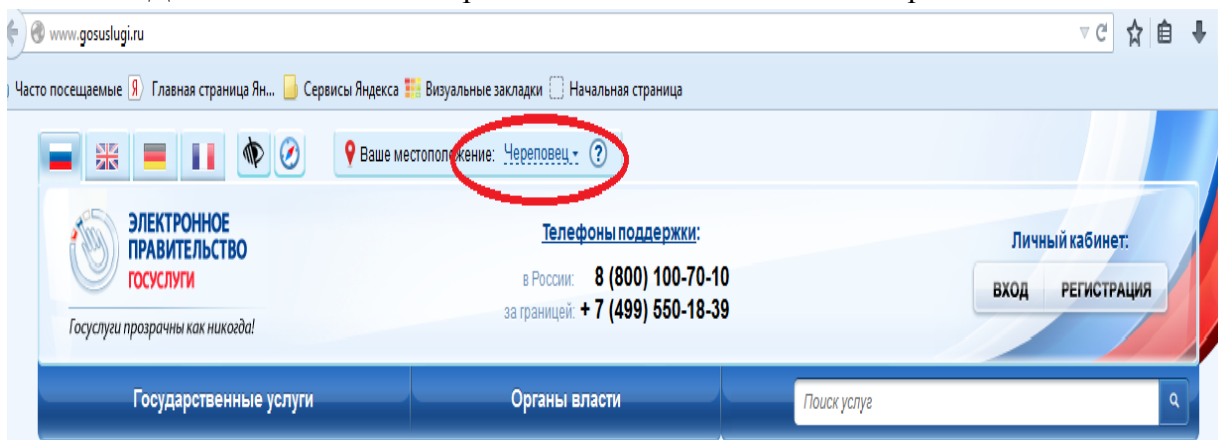 www.gosuslugi.ru
Часто посещаемые Главная страница Ян... Сервисы Яндекса Визуальные закладки Начальная страница
Ваше местоположение: Череповец ?
ЭЛЕКТРОННОЕ
ПРАВИТЕЛЬСТВО
ГОСУСЛУГИ
Госуслуги прозрачны как никогда!
Телефоны поддержки:
в России: 8 (800) 100-70-10
за границей: + 7 (499) 550-18-39
Личный кабинет:
ВХОД РЕГИСТРАЦИЯ
Государственные услуги Органы власти Поиск услуг